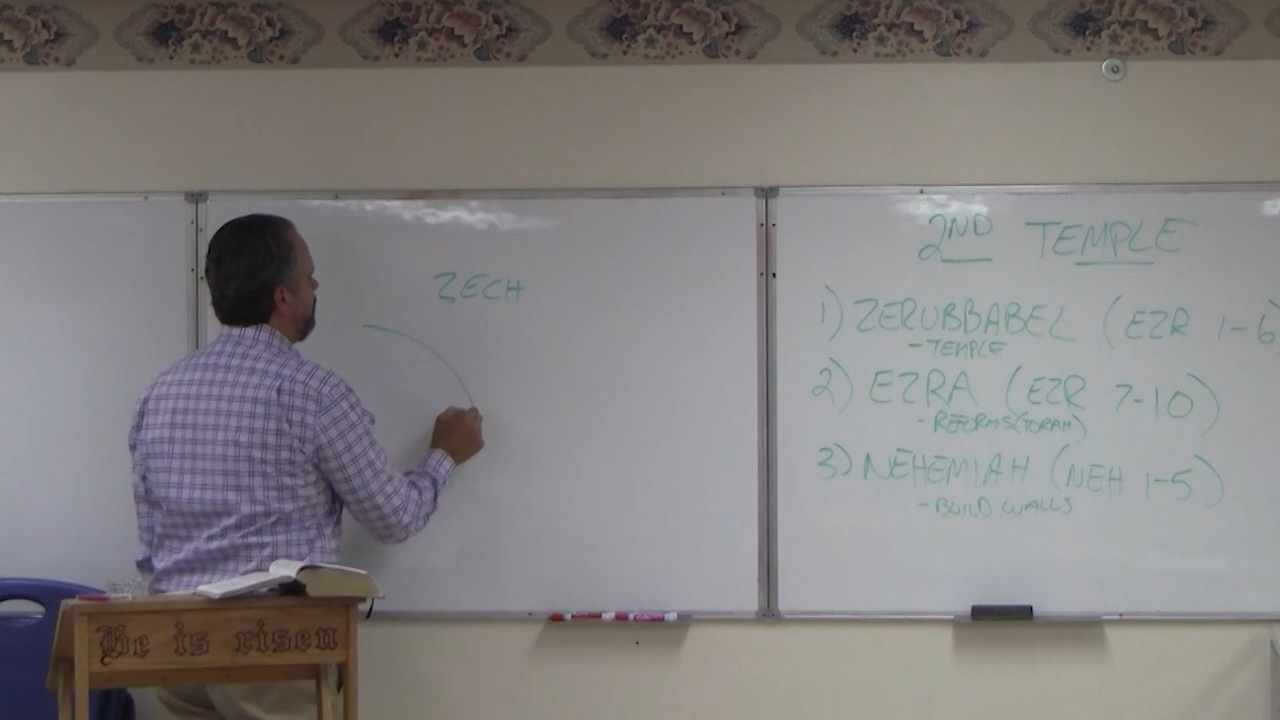 ZECH
2ND TEMPLE
1) ZERUBBABEL (EZR 1-6)
- TEMPLE
2) EZRA (EZR 7-10)
- REFORMS (TORAH)
3) NEHEMIAH (NEH 1-5)
- BUILD WALLS
He is risen